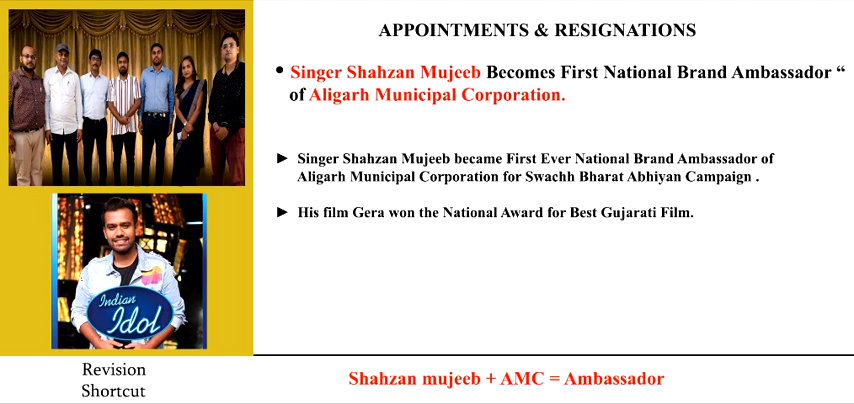 APPOINTMENTS & RESIGNATIONS
• Singer Shahzan Mujeeb Becomes First National Brand Ambassador “
of Aligarh Municipal Corporation.
► Singer Shahzan Mujeeb became First Ever National Brand Ambassador of
Aligarh Municipal Corporation for Swachh Bharat Abhiyan Campaign .
► His film Gera won the National Award for Best Gujarati Film.
Indian
Idol
Revision
Shortcut
Shahzan mujeeb + AMC = Ambassador